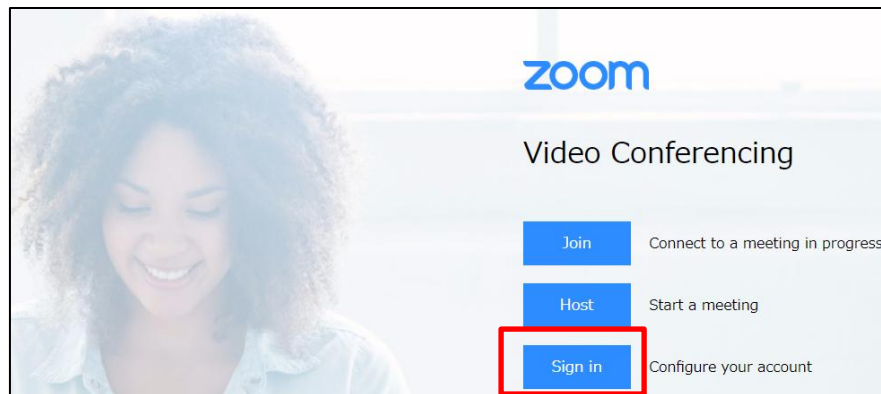 zoom
Video Conferencing
Join Connect to a meeting in progress
Host Start a meeting
Sign in Configure your account